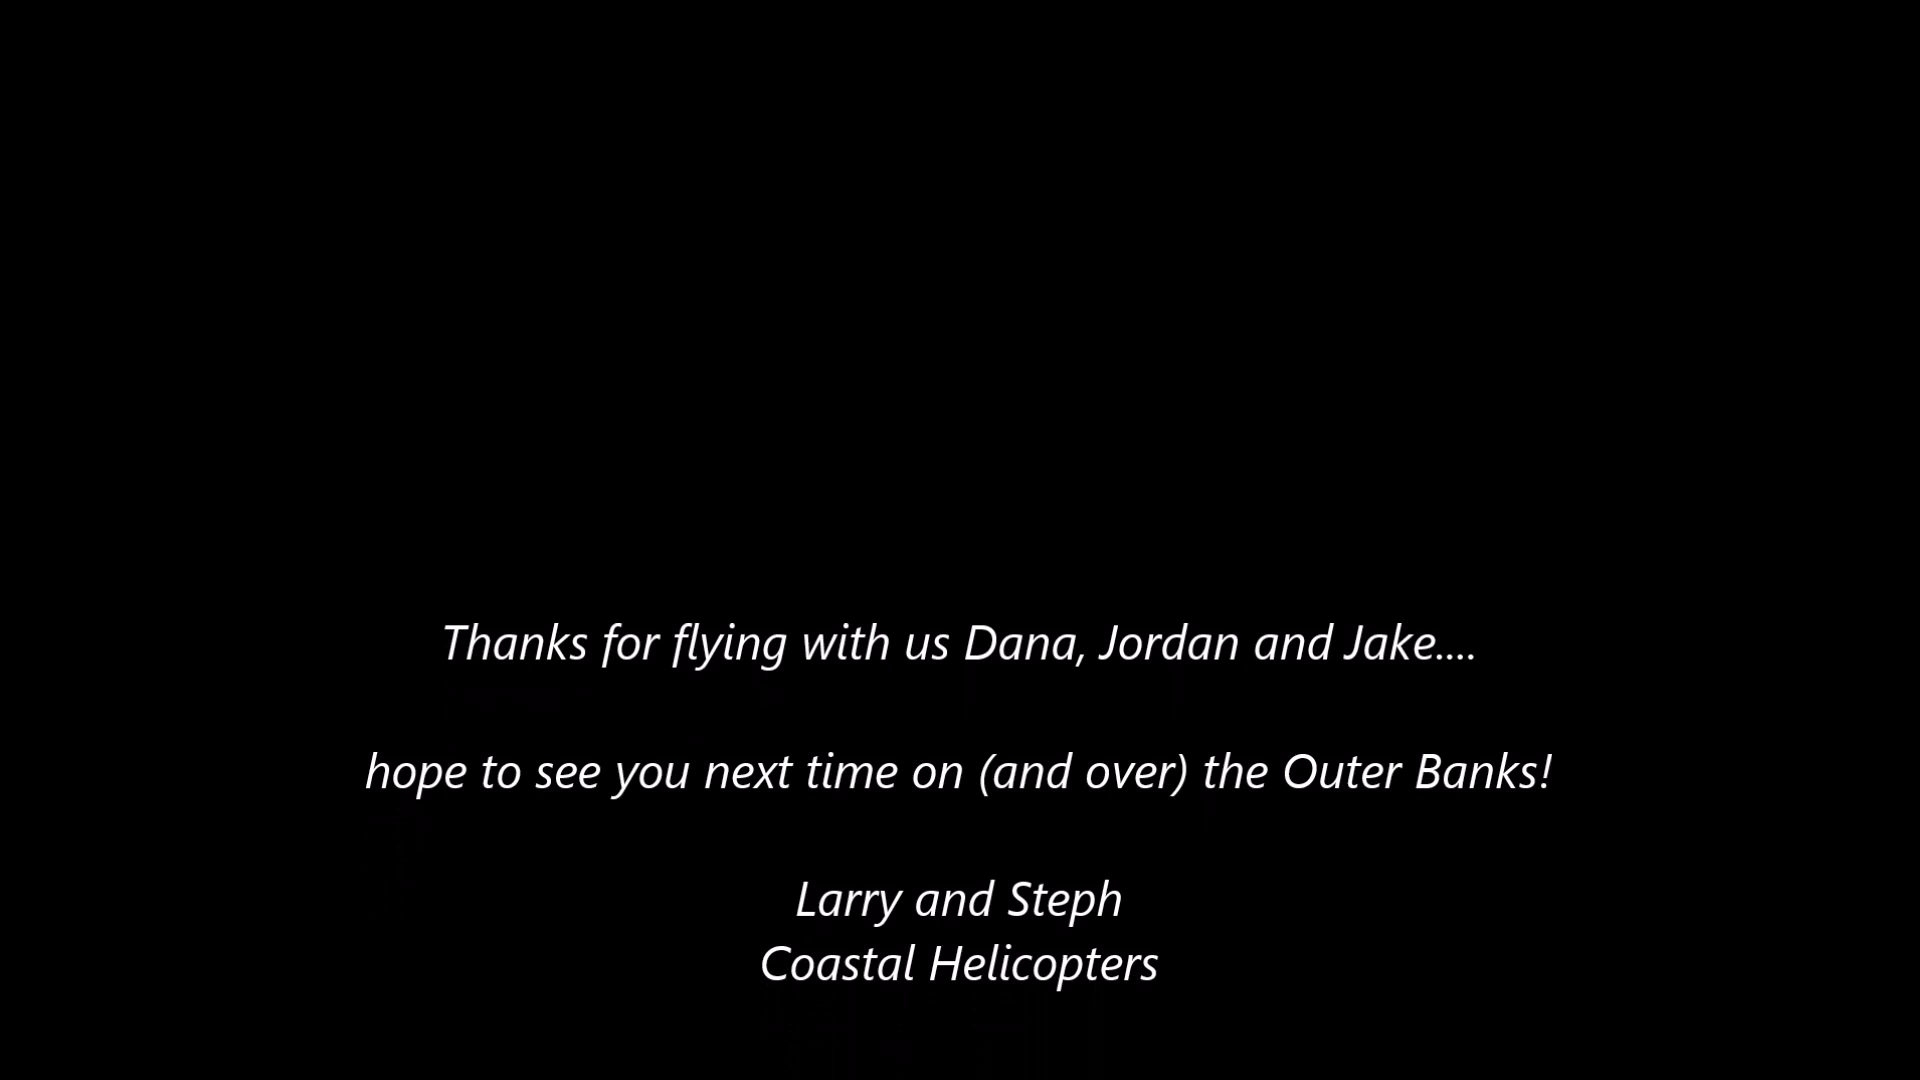 Thanks for flying with us Dana, Jordan and Jake....
hope to see you next time on (and over) the Outer Banks!
Larry and Steph
Coastal Helicopters